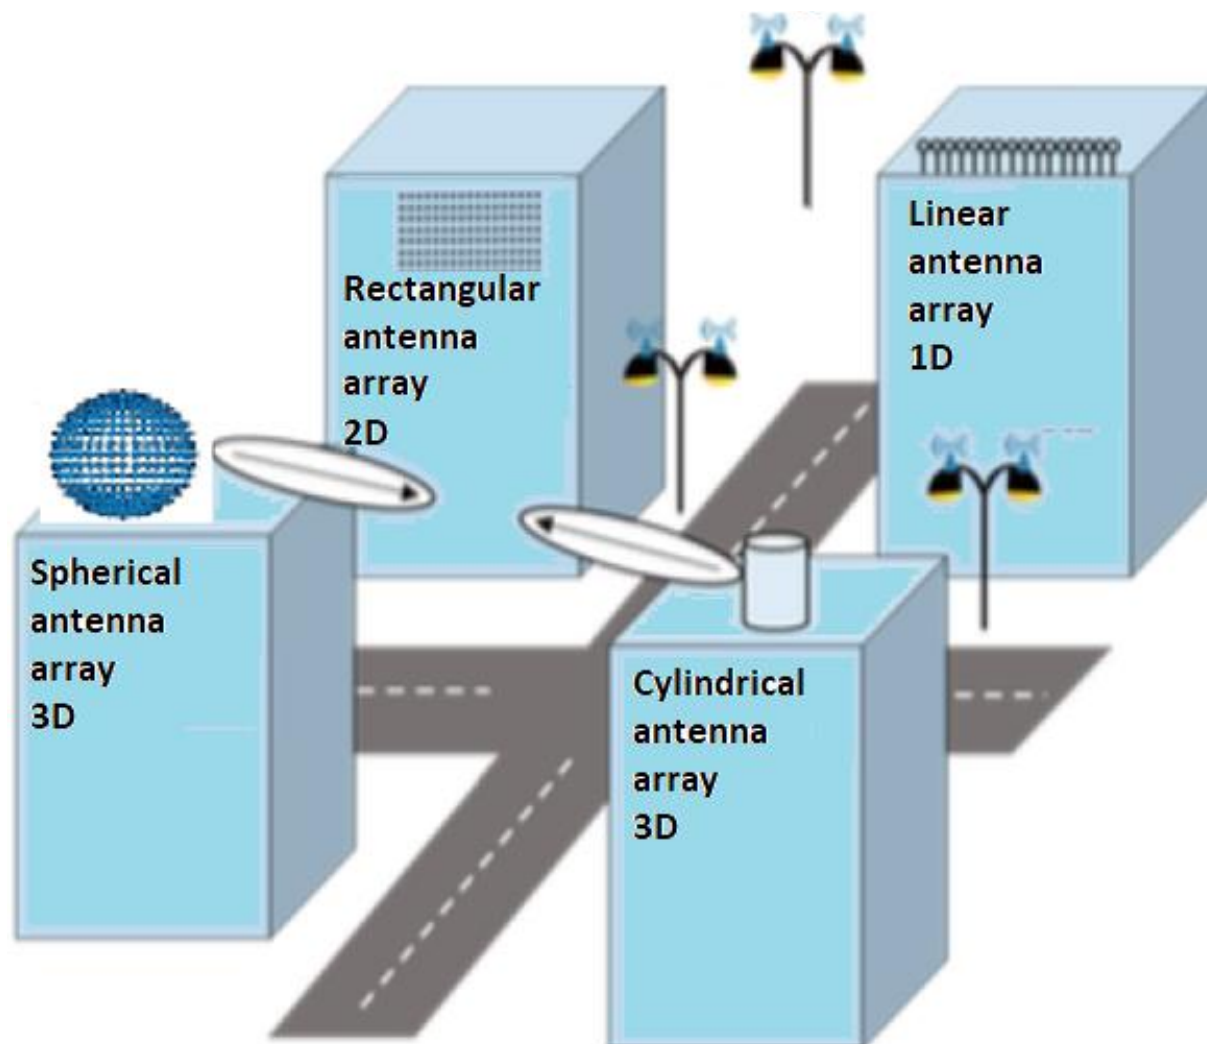 Linear
antenna
array
1D
Rectangular
antenna
array
2D
Spherical
antenna
array
3D
Cylindrical
antenna
array
3D